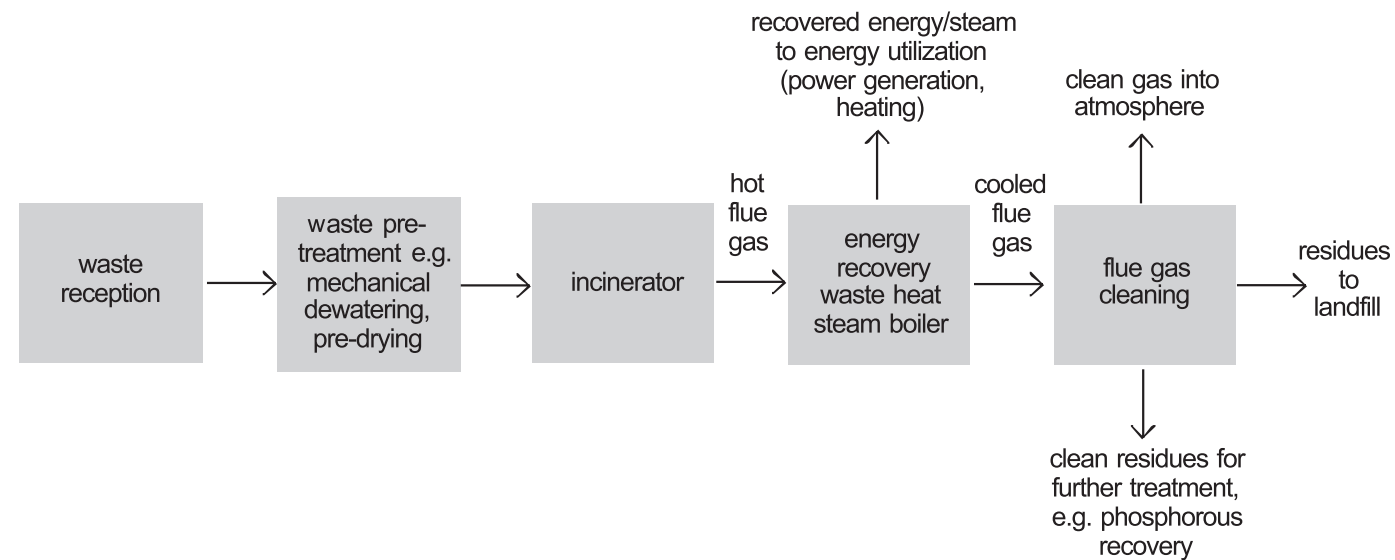 waste
reception
waste pre-
treatment e.g.
mechanical
dewatering,
pre-drying
incinerator
hot
flue
gas
energy
recovery
waste heat
steam boiler
recovered energy/steam
to energy utilization
(power generation,
heating)
cooled
flue
gas
flue gas
cleaning
clean gas into
atmosphere
residues
to
landfill
clean residues for
further treatment,
e.g. phosphorous
recovery